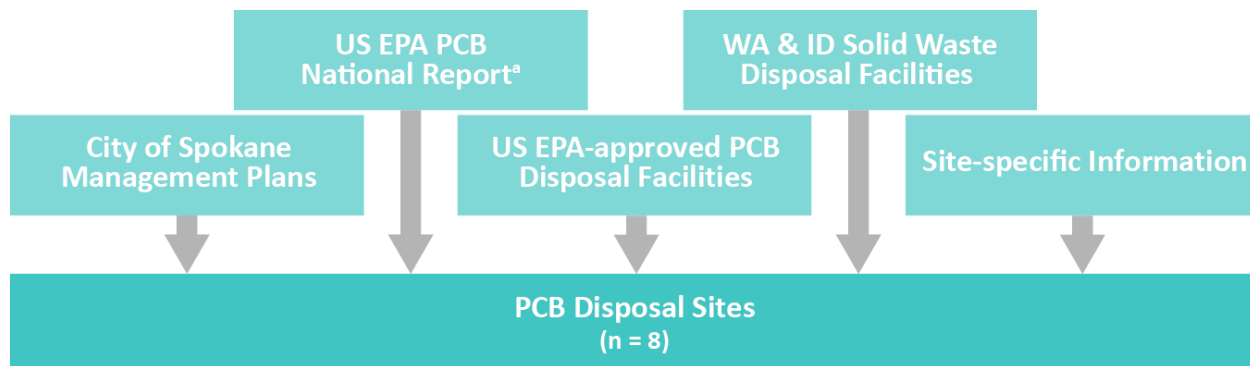 US EPA PCB
National Reportᵃ
WA & ID Solid Waste
Disposal Facilities
City of Spokane
Management Plans
US EPA-approved PCB
Disposal Facilities
Site-specific Information
PCB Disposal Sites
(n = 8)